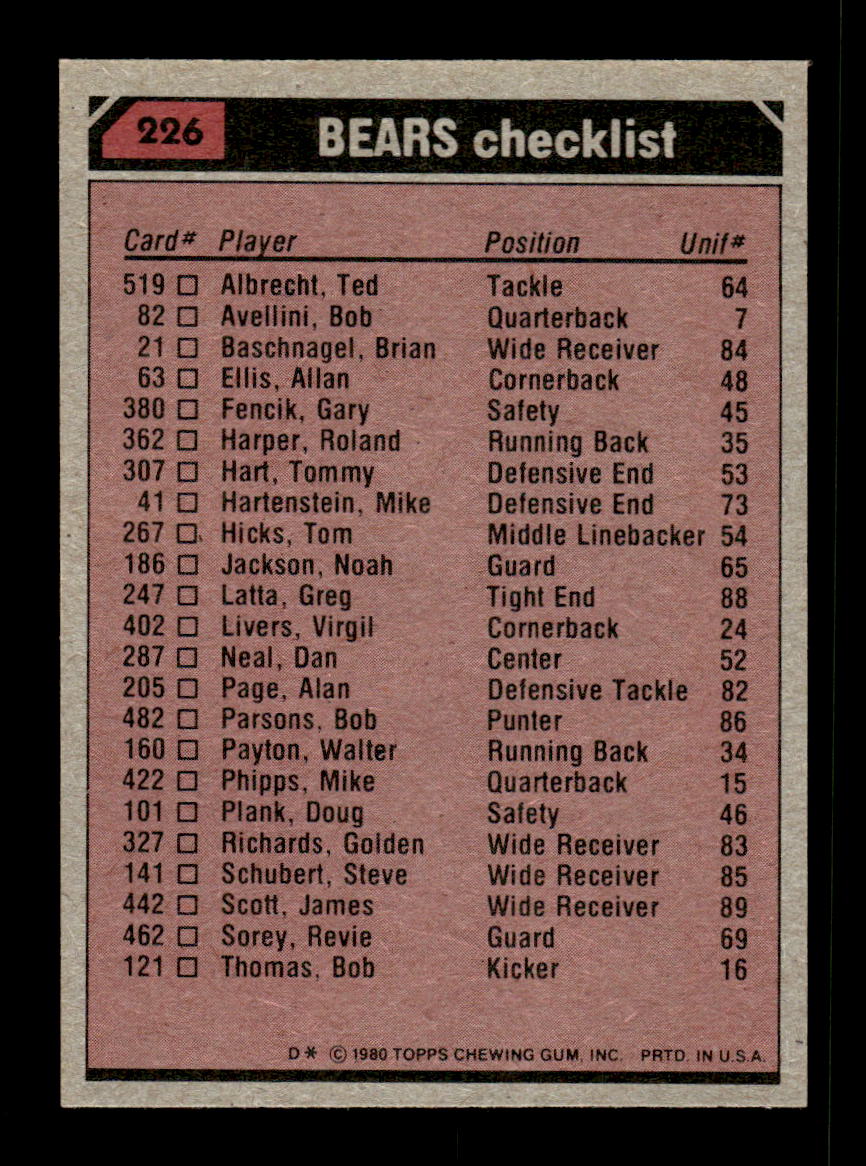 226 BEARS checklist
Card# Player Position Unif#
519 □ Albrecht, Ted Tackle 64
82 □ Avellini, Bob Quarterback 7
21 □ Baschnagel, Brian Wide Receiver 84
63 □ Ellis, Allan Cornerback 48
380 □ Fencik, Gary Safety 45
362 □ Harper, Roland Running Back 35
307 □ Hart, Tommy Defensive End 53
41 □ Hartenstein, Mike Defensive End 73
267 □ Hicks, Tom Middle Linebacker 54
186 □ Jackson, Noah Guard 65
247 □ Latta, Greg Tight End 88
402 □ Livers, Virgil Cornerback 24
287 □ Neal, Dan Center 52
205 □ Page, Alan Defensive Tackle 82
482 □ Parsons, Bob Punter 86
160 □ Payton, Walter Running Back 34
422 □ Phipps, Mike Quarterback 15
101 □ Plank, Doug Safety 46
327 □ Richards, Golden Wide Receiver 83
141 □ Schubert, Steve Wide Receiver 85
442 □ Scott, James Wide Receiver 89
462 □ Sorey, Revie Guard 69
121 □ Thomas, Bob Kicker 16
D* © 1980 TOPPS CHEWING GUM, INC. PRTD. IN U.S.A.